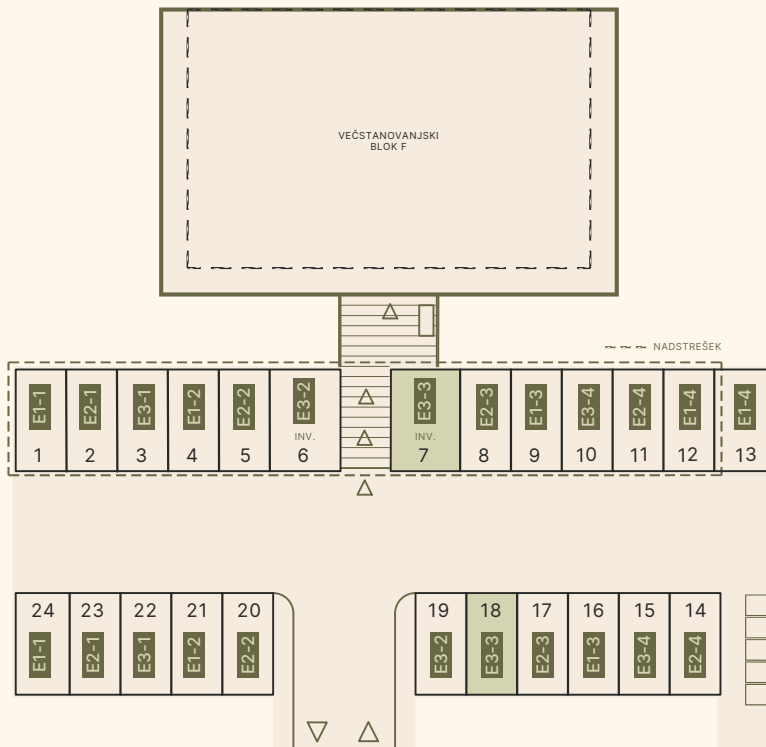 VEČSTANOVANJSKI
BLOK F
NADSTREŠEK
E1-1
E2-1
E3-1
E1-2
E2-2
E3-2
E3-3
E2-3
E1-3
E3-4
E2-4
E1-4
E1-4
INV.
INV.
1
2
3
4
5
6
7
8
9
10
11
12
13
24
23
22
21
20
19
18
17
16
15
14
E1-1
E2-1
E3-1
E1-2
E2-2
E3-2
E3-3
E2-3
E1-3
E3-4
E2-4